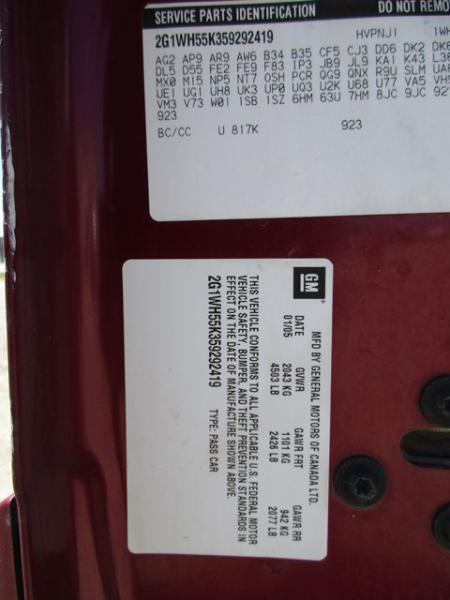 SERVICE PARTS IDENTIFICATION DO NOT REMOV
2G1WH55K359292419 HVPNJ1 1WH
AG2 AP9 AR9 AW6 B34 B35 CF5 CJ3 DD6 DK2
DL5 D55 FE2 FE9 F83 IP3 JB9 JL9 KA1 K43
MX0 M15 NP5 NT7 OSH PCR QG9 QNX R9U SLM
UE1 UG1 UH8 UK3 UP0 UQ3 U2K U68 U77 VA5
VM3 V73 W01 1SB 1SZ 6HM 63U 7HM 8JC 9JC
923
BC/CC U 817K 923
GM
MFD BY GENERAL MOTORS OF CANADA LTD.
DATE GVWR GAWR FRT GAWR RR
01/05 2043 KG 1101 KG 942 KG
4503 LB 2426 LB 2077 LB
THIS VEHICLE CONFORMS TO ALL APPLICABLE U.S. FEDERAL MOTOR
VEHICLE SAFETY, BUMPER, AND THEFT PREVENTION STANDARDS IN
EFFECT ON THE DATE OF MANUFACTURE SHOWN ABOVE.
2G1WH55K359292419 TYPE: PASS CAR